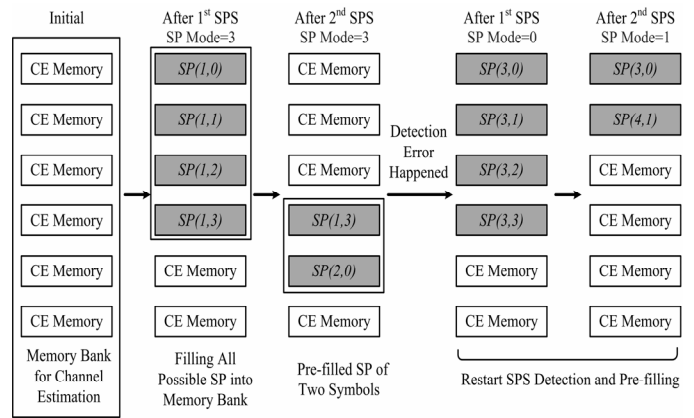 Initial
CE Memory
CE Memory
CE Memory
CE Memory
CE Memory
CE Memory
Memory Bank
for Channel
Estimation
After 1st SPS
SP Mode=3
SP(1,0)
SP(1,1)
SP(1,2)
SP(1,3)
CE Memory
CE Memory
Filling All
Possible SP into
Memory Bank
After 2nd SPS
SP Mode=3
CE Memory
CE Memory
CE Memory
SP(1,3)
SP(2,0)
CE Memory
Pre-filled SP of
Two Symbols
Detection
Error
Happened
After 1st SPS
SP Mode=0
SP(3,0)
SP(3,1)
SP(3,2)
SP(3,3)
CE Memory
CE Memory
After 2nd SPS
SP Mode=1
SP(3,0)
SP(4,1)
CE Memory
CE Memory
CE Memory
CE Memory
Restart SPS Detection and Pre-filling